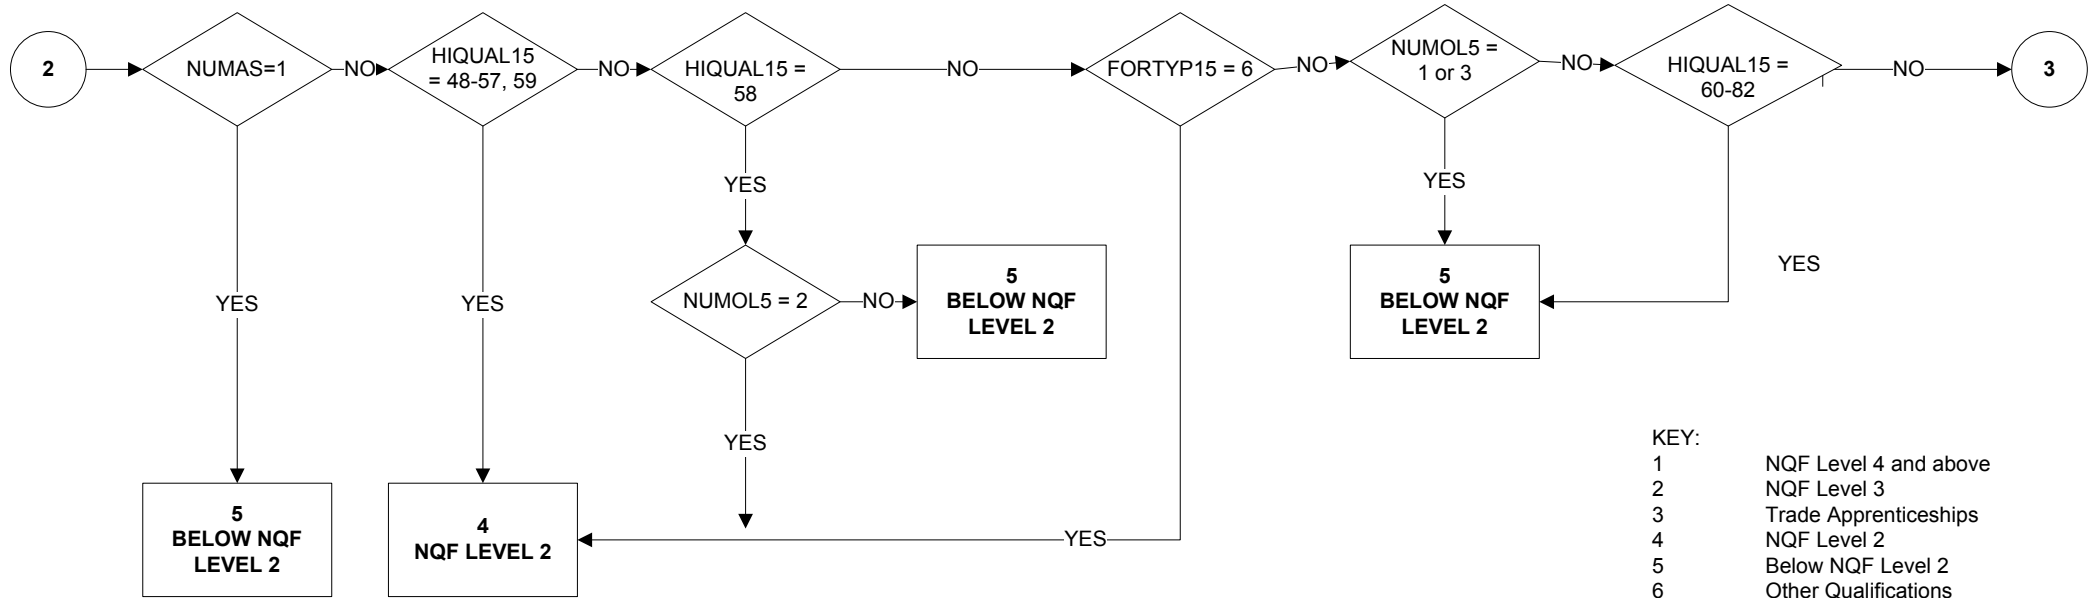 2
NUMAS=1
NO
HIQUAL15
= 48-57, 59
NO
HIQUAL15 =
58
NO
FORTYP15 = 6
NO
NUMOL5 =
1 or 3
NO
HIQUAL15 =
60-82
NO
3
YES
YES
YES
NUMOL5 = 2
NO
5
BELOW NQF
LEVEL 2
YES
YES
5
BELOW NQF
LEVEL 2
YES
YES
5
BELOW NQF
LEVEL 2
4
NQF LEVEL 2
KEY:
1 NQF Level 4 and above
2 NQF Level 3
3 Trade Apprenticeships
4 NQF Level 2
5 Below NQF Level 2
6 Other Qualifications